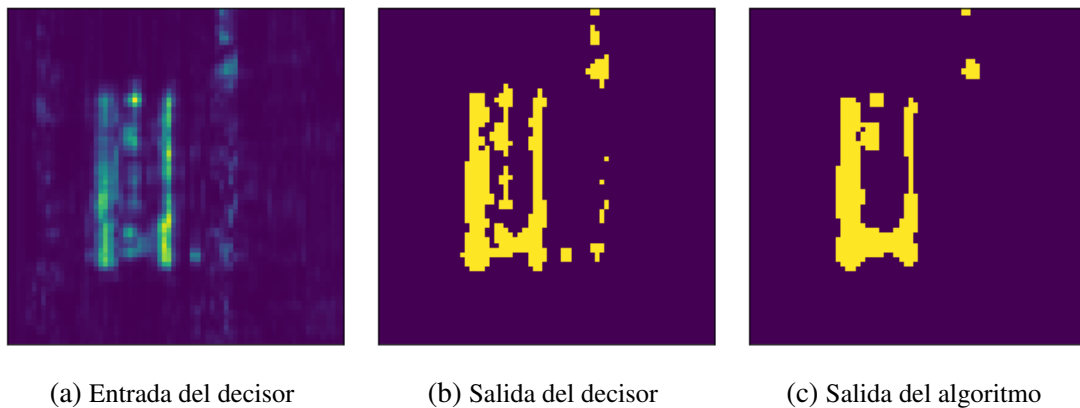 (a) Entrada del decisor
(b) Salida del decisor
(c) Salida del algoritmo